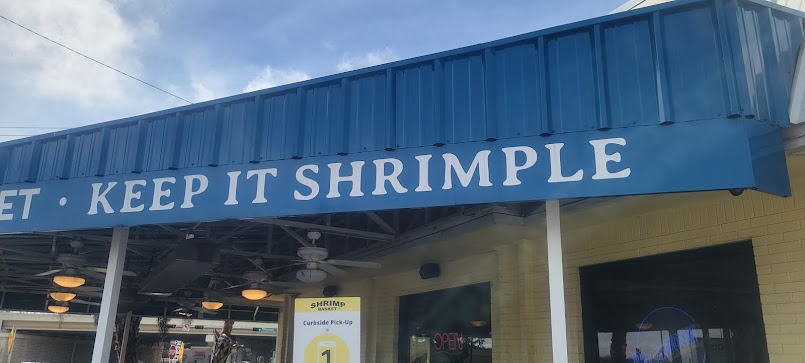 ET · KEEP IT SHRIMPLE
SHRIMP
BASKET
Curbside Pick-Up
1
OPEN